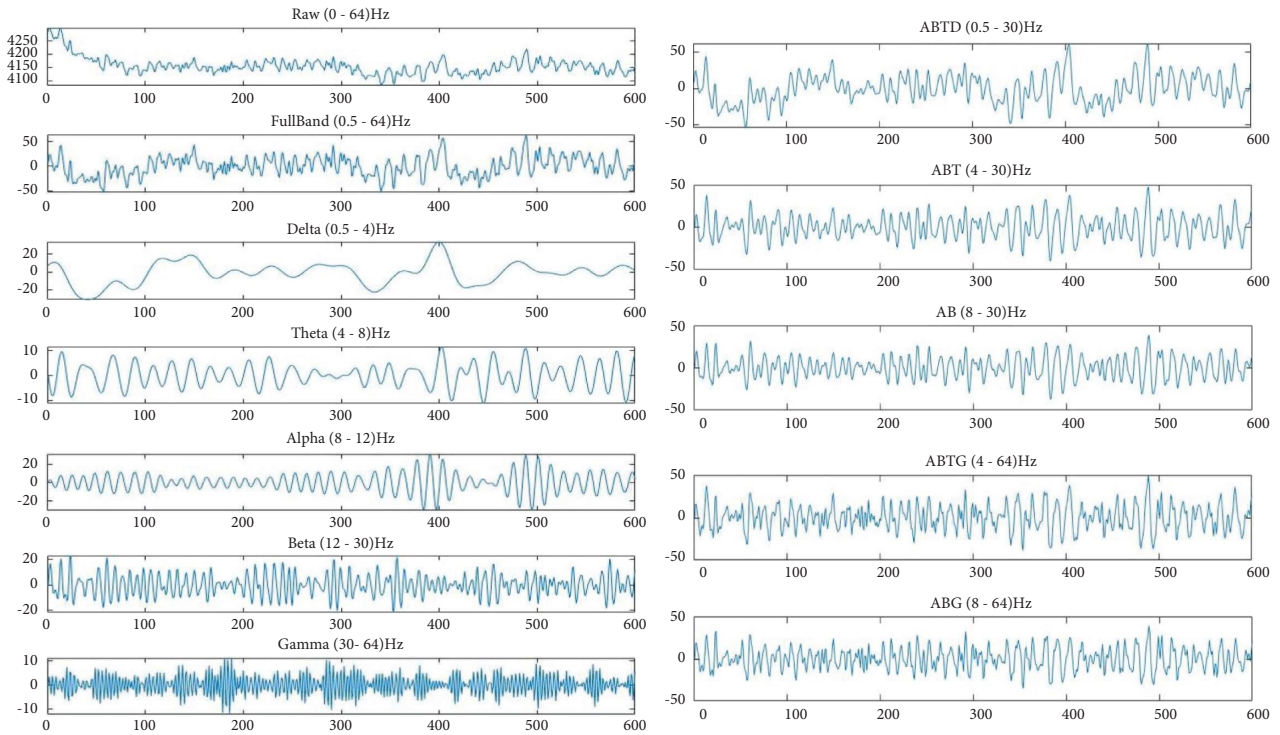 Raw (0 - 64)Hz
4250
4200
4150
4100
0 100 200 300 400 500 600
FullBand (0.5 - 64)Hz
50
0
-50
0 100 200 300 400 500 600
Delta (0.5 - 4)Hz
20
0
-20
0 100 200 300 400 500 600
Theta (4 - 8)Hz
10
0
-10
0 100 200 300 400 500 600
Alpha (8 - 12)Hz
20
0
-20
0 100 200 300 400 500 600
Beta (12 - 30)Hz
20
0
-20
0 100 200 300 400 500 600
Gamma (30- 64)Hz
10
0
-10
0 100 200 300 400 500 600
ABTD (0.5 - 30)Hz
50
0
-50
0 100 200 300 400 500 600
ABT (4 - 30)Hz
50
0
-50
0 100 200 300 400 500 600
AB (8 - 30)Hz
50
0
-50
0 100 200 300 400 500 600
ABTG (4 - 64)Hz
50
0
-50
0 100 200 300 400 500 600
ABG (8 - 64)Hz
50
0
-50
0 100 200 300 400 500 600